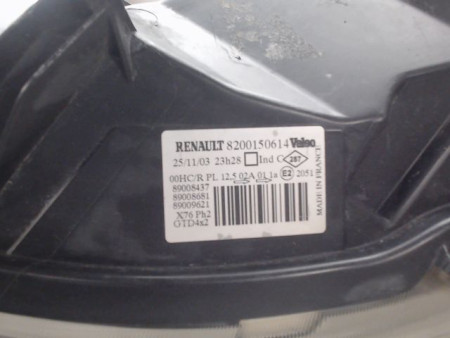 RENAULT 8200150614 Valeo
25/11/03 23h28 Ind C 287
00HC/R PL 12.5 02A 01 1a E2 2051
89008437
89008681
89009621
X76 Ph2
GTD4x2
MADE IN FRANCE